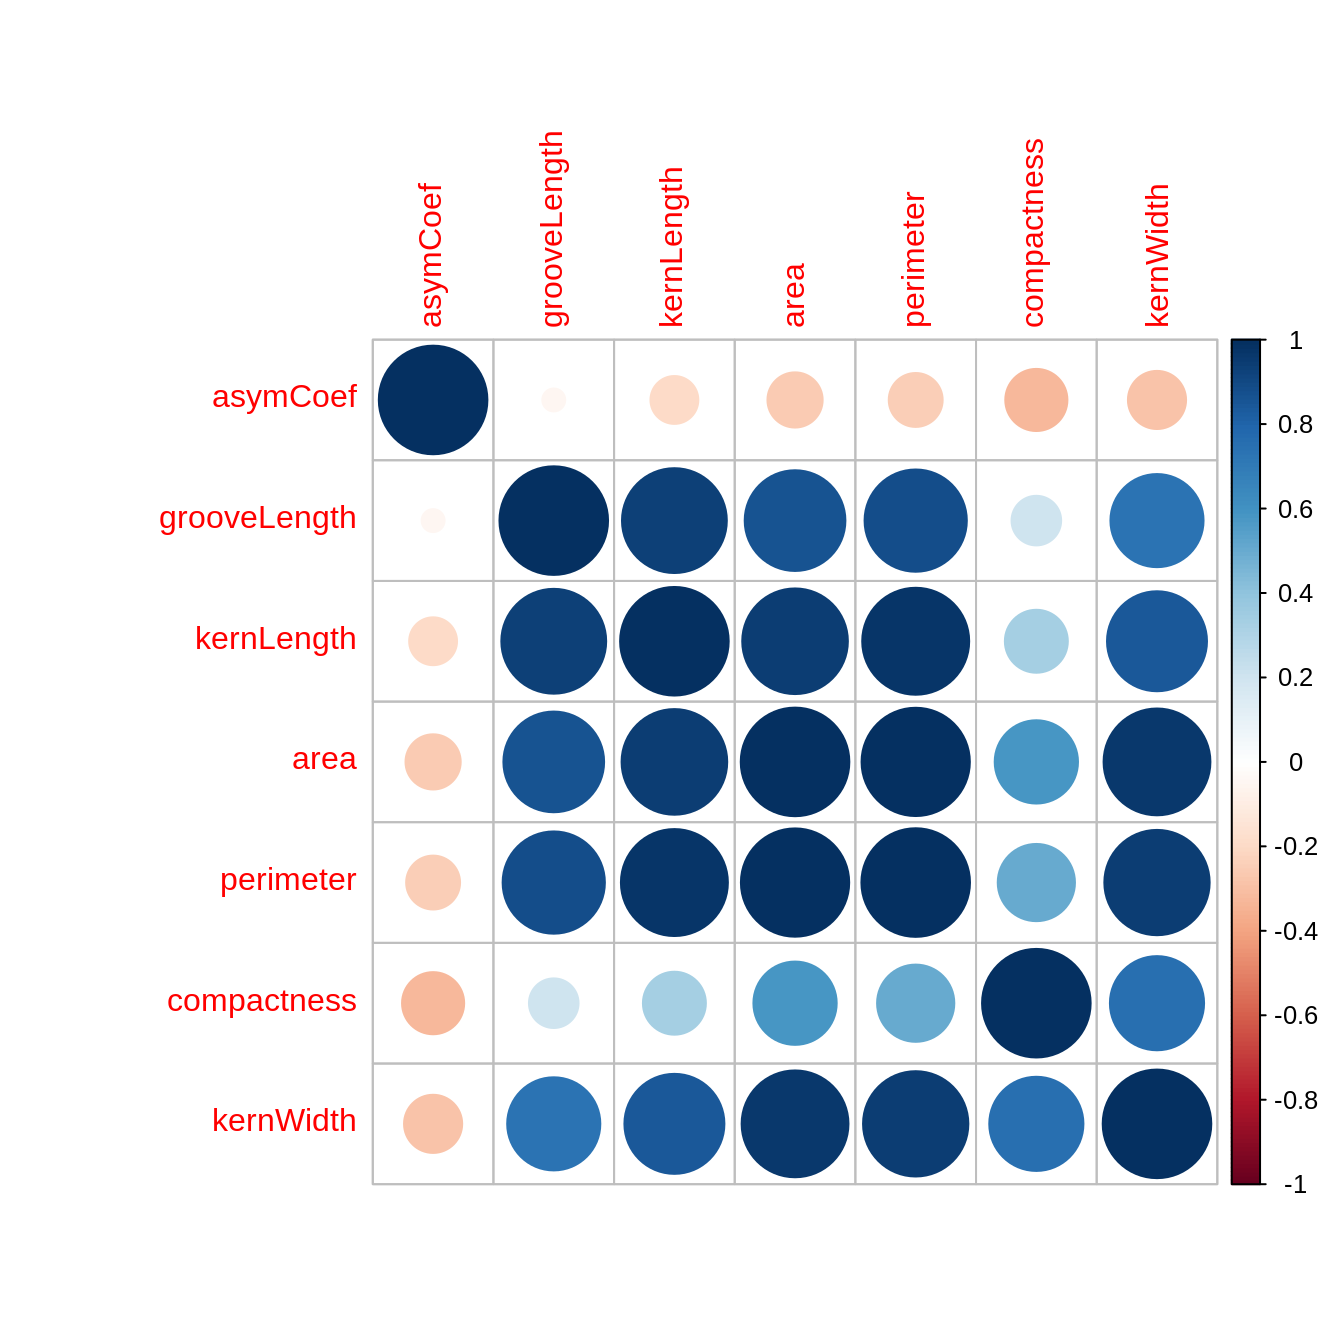 asymCoef
grooveLength
kernLength
area
perimeter
compactness
kernWidth
asymCoef
grooveLength
kernLength
area
perimeter
compactness
kernWidth
1
0.8
0.6
0.4
0.2
0
-0.2
-0.4
-0.6
-0.8
-1